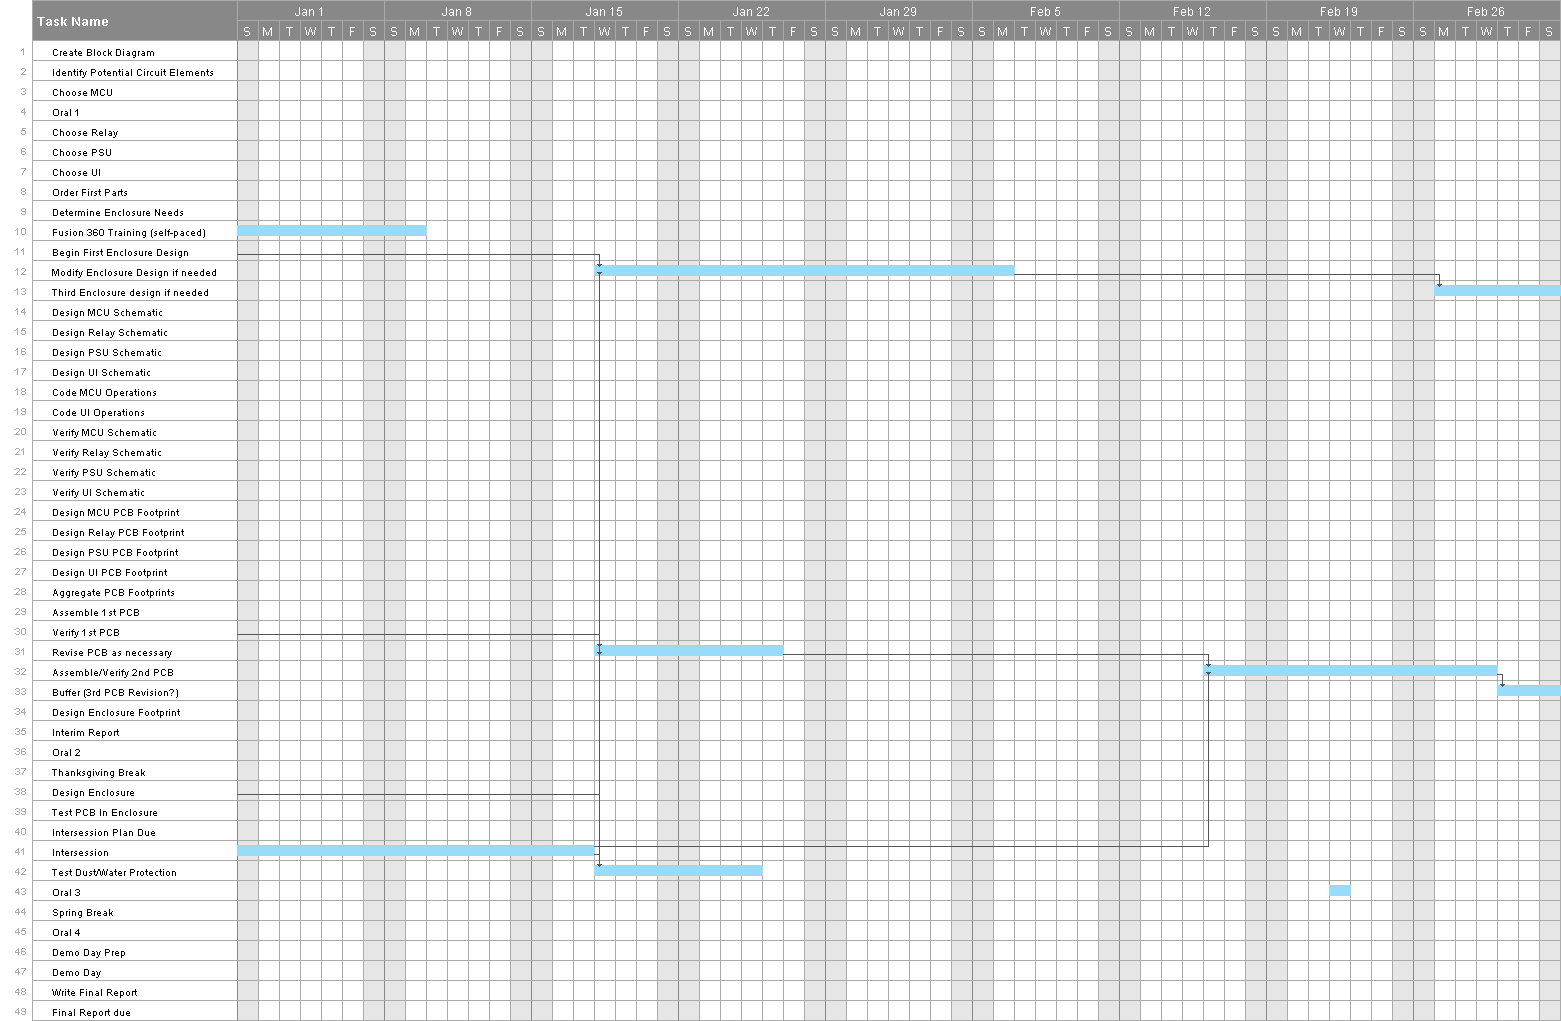 Task Name
Jan 1 Jan 8 Jan 15 Jan 22 Jan 29 Feb 5 Feb 12 Feb 19 Feb 26
S M T W T F S S M T W T F S S M T W T F S S M T W T F S S M T W T F S S M T W T F S S M T W T F S S M T W T F S S M T W T F S
1 Create Block Diagram
2 Identify Potential Circuit Elements
3 Choose MCU
4 Oral 1
5 Choose Relay
6 Choose PSU
7 Choose UI
8 Order First Parts
9 Determine Enclosure Needs
10 Fusion 360 Training (self-paced)
11 Begin First Enclosure Design
12 Modify Enclosure Design if needed
13 Third Enclosure design if needed
14 Design MCU Schematic
15 Design Relay Schematic
16 Design PSU Schematic
17 Design UI Schematic
18 Code MCU Operations
19 Code UI Operations
20 Verify MCU Schematic
21 Verify Relay Schematic
22 Verify PSU Schematic
23 Verify UI Schematic
24 Design MCU PCB Footprint
25 Design Relay PCB Footprint
26 Design PSU PCB Footprint
27 Design UI PCB Footprint
28 Aggregate PCB Footprints
29 Assemble 1st PCB
30 Verify 1st PCB
31 Revise PCB as necessary
32 Assemble/Verify 2nd PCB
33 Buffer (3rd PCB Revision?)
34 Design Enclosure Footprint
35 Interim Report
36 Oral 2
37 Thanksgiving Break
38 Design Enclosure
39 Test PCB In Enclosure
40 Intersession Plan Due
41 Intersession
42 Test Dust/Water Protection
43 Oral 3
44 Spring Break
45 Oral 4
46 Demo Day Prep
47 Demo Day
48 Write Final Report
49 Final Report due